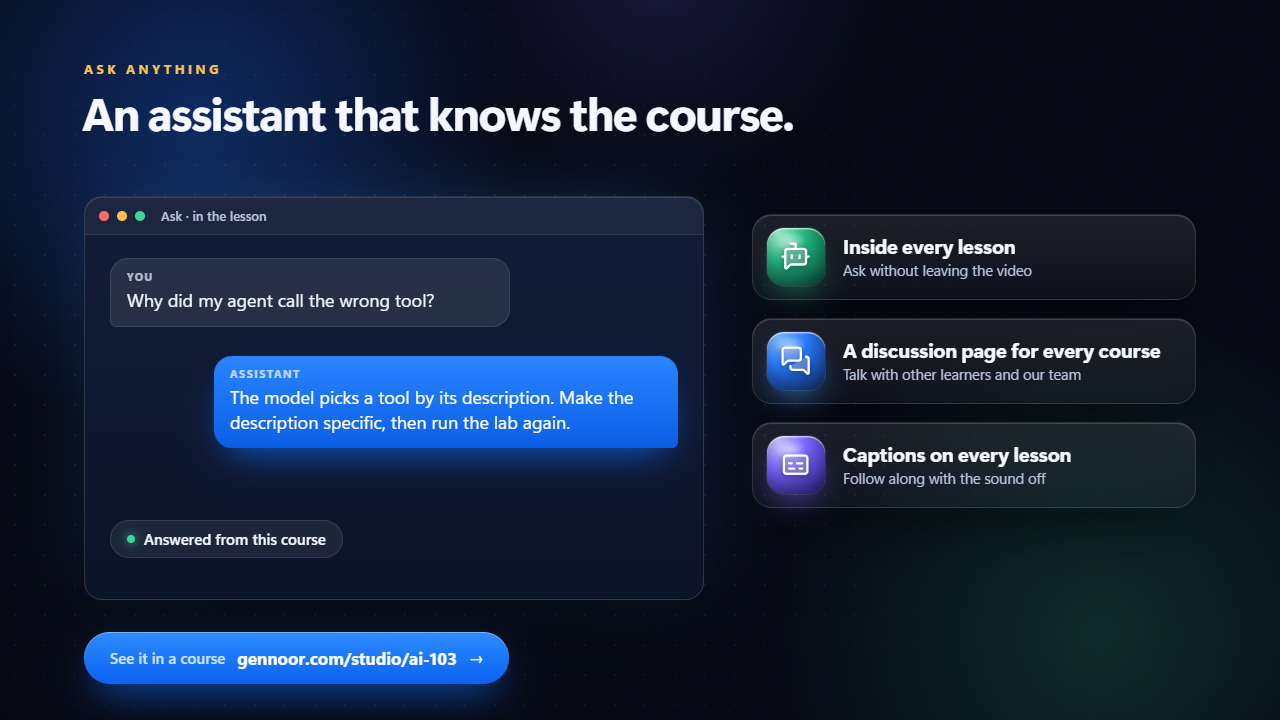 ASK ANYTHING
An assistant that knows the course.
Ask · in the lesson
YOU
Why did my agent call the wrong tool?
ASSISTANT
The model picks a tool by its description. Make the
description specific, then run the lab again.
Answered from this course
Inside every lesson
Ask without leaving the video
A discussion page for every course
Talk with other learners and our team
Captions on every lesson
Follow along with the sound off
See it in a course gennoor.com/studio/ai-103 →